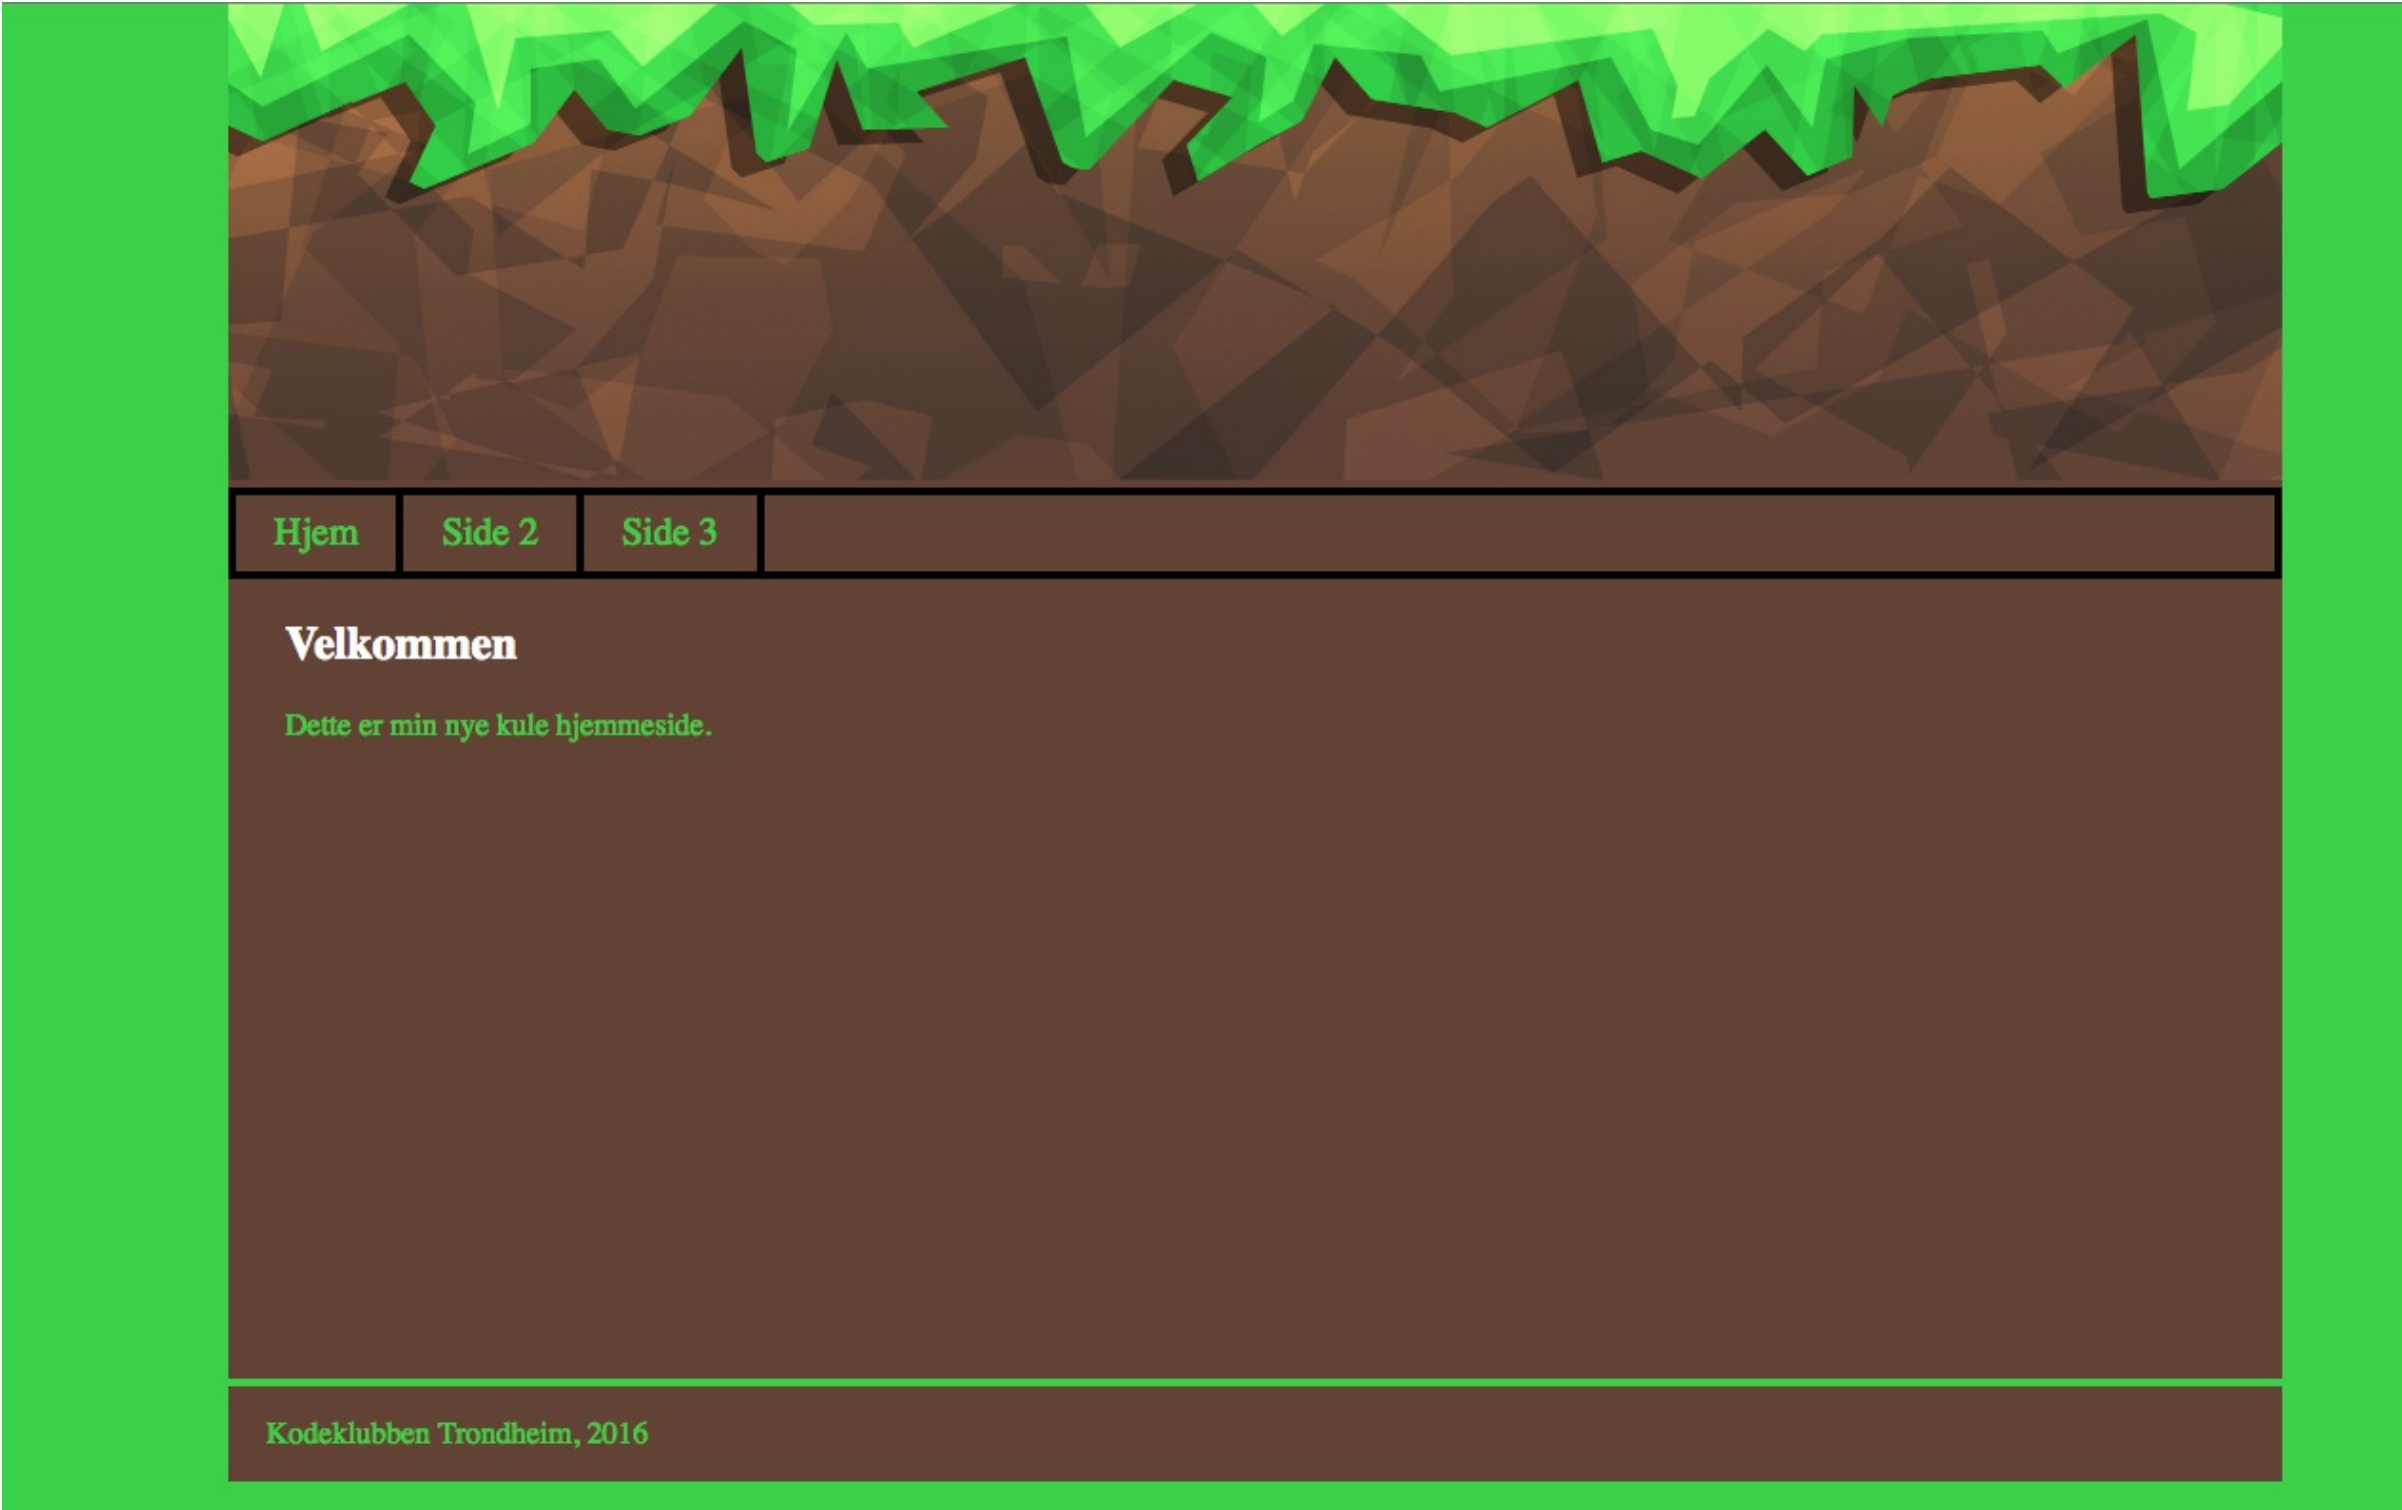 Hjem
Side 2
Side 3
Velkommen
Dette er min nye kule hjemmeside.
Kodeklubben Trondheim, 2016